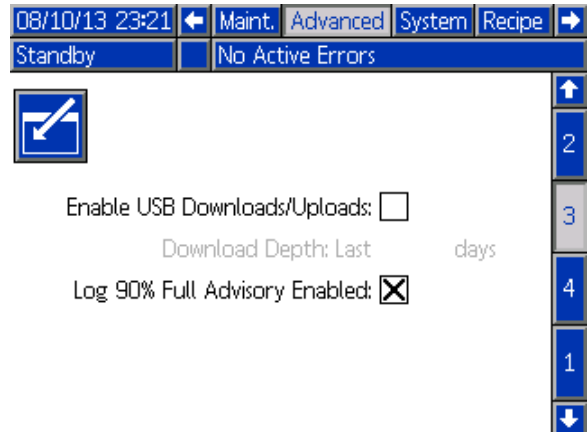 08/10/13 23:21 Maint. Advanced System Recipe
Standby No Active Errors
2
Enable USB Downloads/Uploads:
3
Download Depth: Last days
Log 90% Full Advisory Enabled:
4
1